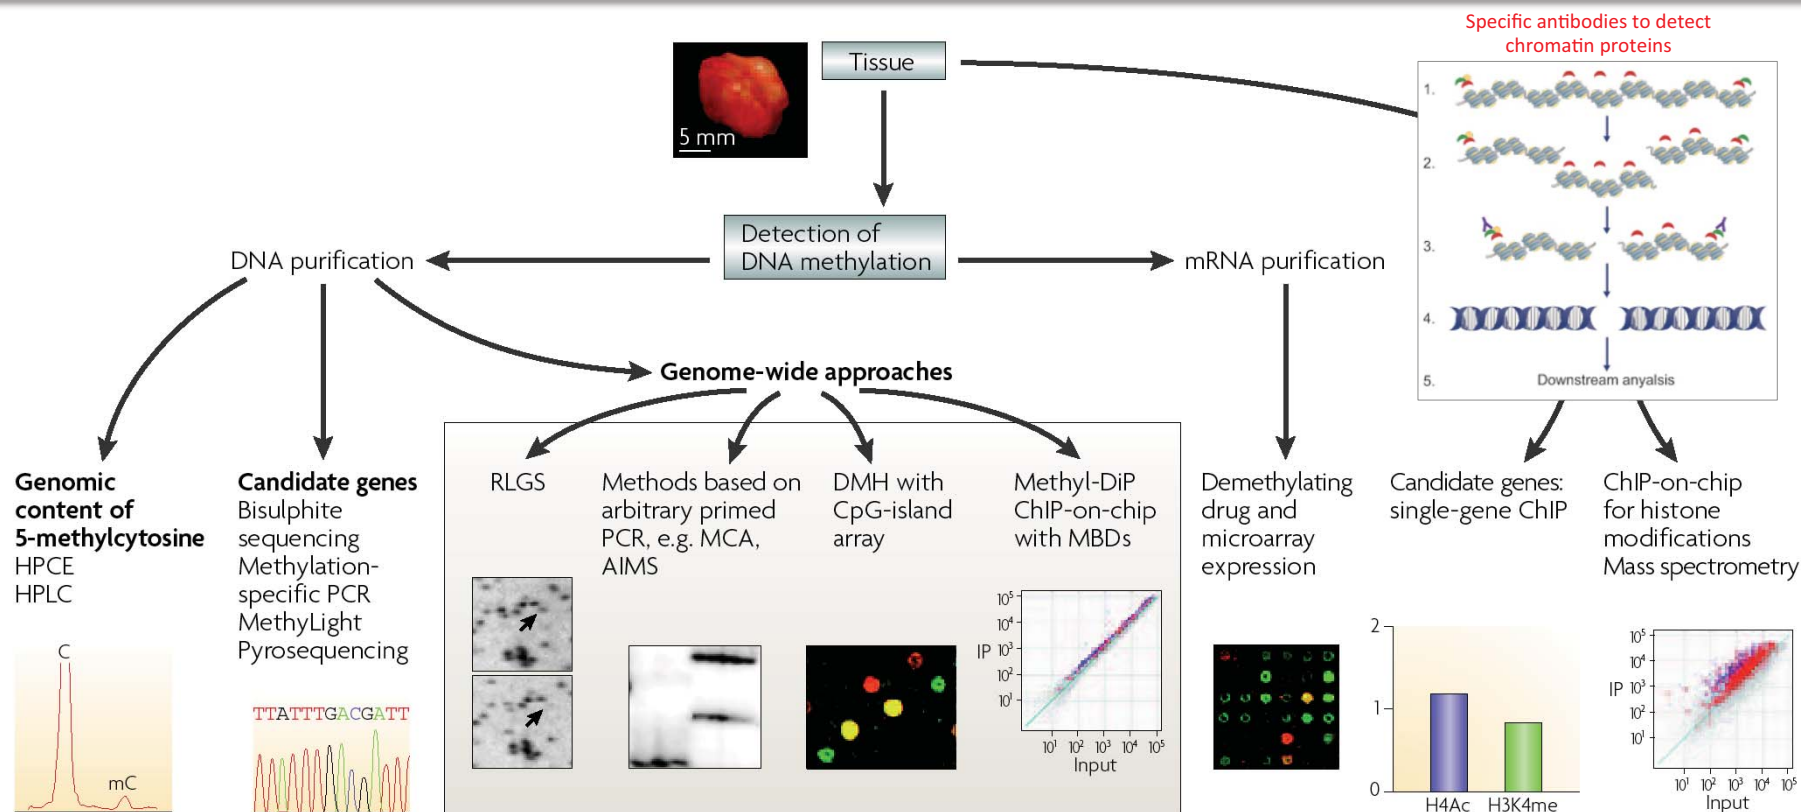 Specific antibodies to detect
chromatin proteins
Tissue
5 mm
1.
2.
3.
4.
5.
Downstream anyalsis
Detection of
DNA methylation
DNA purification
mRNA purification
Genome-wide approaches
Genomic
content of
5-methylcytosine
HPCE
HPLC
C
mC
Candidate genes
Bisulphite
sequencing
Methylation-
specific PCR
MethyLight
Pyrosequencing
TTATTTGACGATT
RLGS
Methods based on
arbitrary primed
PCR, e.g. MCA,
AIMS
DMH with
CpG-island
array
Methyl-DiP
ChIP-on-chip
with MBDs
10⁵
10⁴
IP 10³
10²
10¹
10¹ 10² 10³ 10⁴ 10⁵
Input
Demethylating
drug and
microarray
expression
Candidate genes:
single-gene ChIP
2
1
0
H4Ac H3K4me
ChIP-on-chip
for histone
modifications
Mass spectrometry
10⁵
10⁴
IP 10³
10²
10¹
10¹ 10² 10³ 10⁴ 10⁵
Input